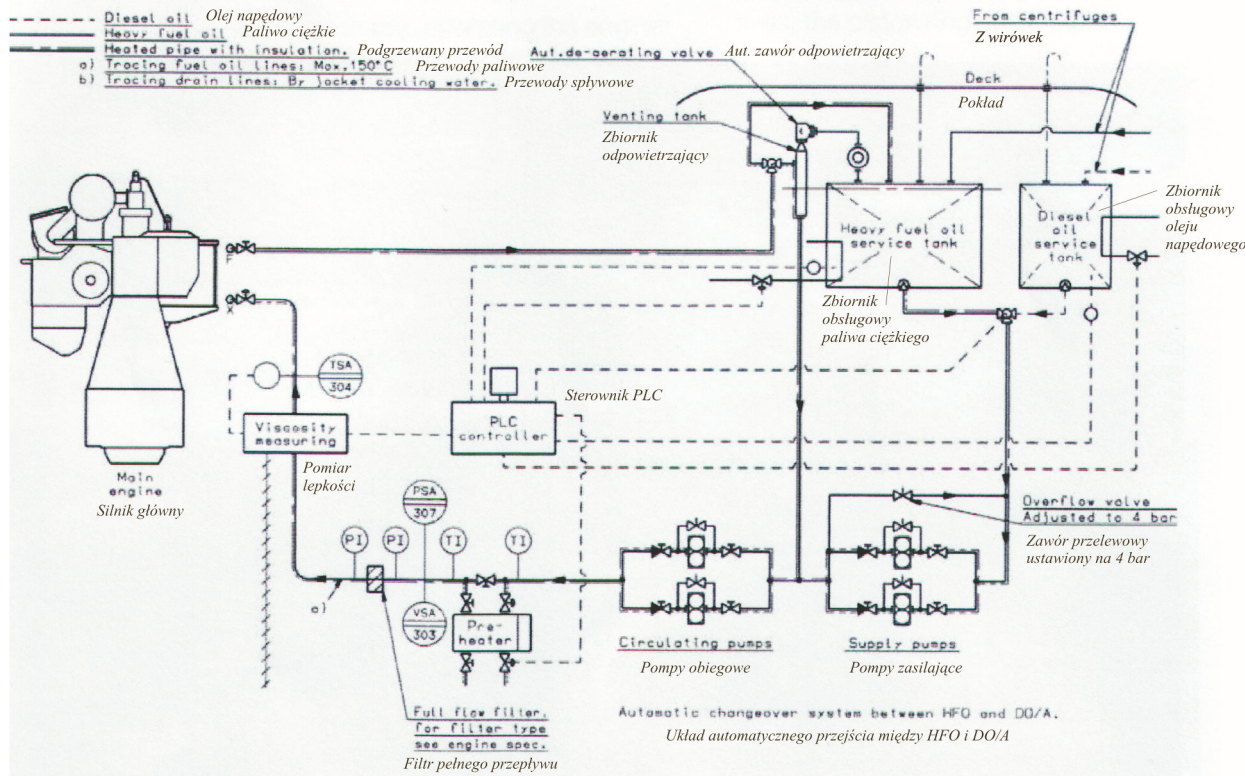 Diesel oil Olej napędowy
Heavy fuel oil Paliwo ciężkie
Heated pipe with insulation. Podgrzewany przewód
a) Tracing fuel oil lines: Max.150°C Przewody paliwowe
b) Tracing drain lines: By jacket cooling water. Przewody spływowe
From centrifuges
Z wirówek
Aut.de-aerating valve Aut. zawór odpowietrzający
Deck
Pokład
Venting tank
Zbiornik
odpowietrzający
Heavy fuel oil
service tank
Diesel
oil
service
tank
Zbiornik
obsługowy
oleju
napędowego
Zbiornik
obsługowy
paliwa ciężkiego
F
X
TSA
304
Sterownik PLC
PLC
controller
Viscosity
measuring
Pomiar
lepkości
Main
engine
Silnik główny
PSA
307
Overflow valve
Adjusted to 4 bar
Zawór przelewowy
ustawiony na 4 bar
PI
PI
TI
TI
a)
VSA
303
Pre-
heater
Circulating pumps
Pompy obiegowe
Supply pumps
Pompy zasilające
Full flow filter.
for filter type
see engine spec.
Filtr pełnego przepływu
Automatic changeover system between HFO and DO/A.
Układ automatycznego przejścia między HFO i DO/A